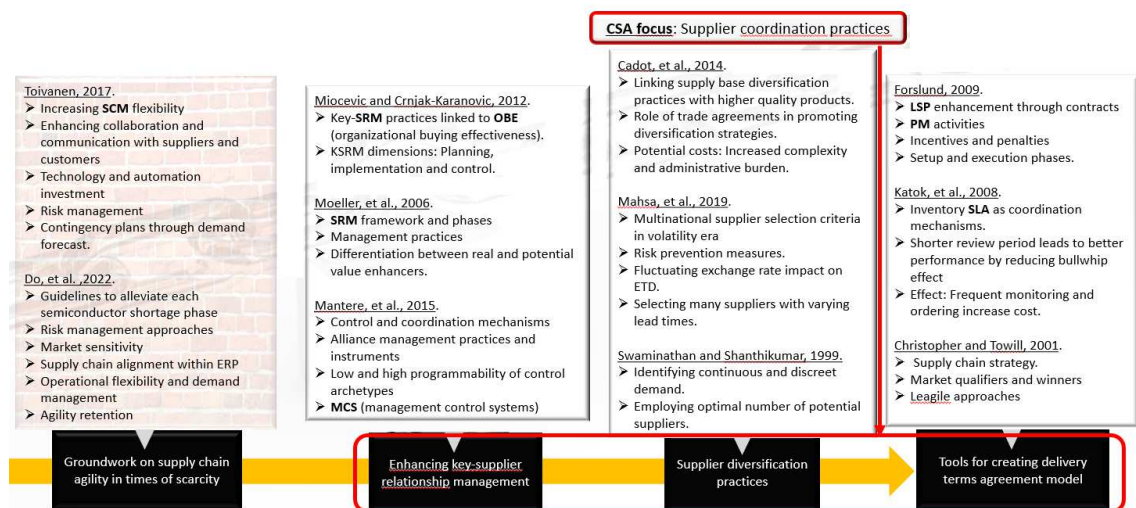 CSA focus: Supplier coordination practices
Toivanen, 2017.
➢ Increasing SCM flexibility
➢ Enhancing collaboration and
communication with suppliers and
customers
➢ Technology and automation
investment
➢ Risk management
➢ Contingency plans through demand
forecast.
Do, et al. ,2022.
➢ Guidelines to alleviate each
semiconductor shortage phase
➢ Risk management approaches
➢ Market sensitivity
➢ Supply chain alignment within ERP
➢ Operational flexibility and demand
management
➢ Agility retention
Miocevic and Crnjak-Karanovic, 2012.
➢ Key-SRM practices linked to OBE
(organizational buying effectiveness).
➢ KSRM dimensions: Planning,
implementation and control.
Moeller, et al., 2006.
➢ SRM framework and phases
➢ Management practices
➢ Differentiation between real and potential
value enhancers.
Mantere, et al., 2015.
➢ Control and coordination mechanisms
➢ Alliance management practices and
instruments
➢ Low and high programmability of control
archetypes
➢ MCS (management control systems)
Cadot, et al., 2014.
➢ Linking supply base diversification
practices with higher quality products.
➢ Role of trade agreements in promoting
diversification strategies.
➢ Potential costs: Increased complexity
and administrative burden.
Mahsa, et al., 2019.
➢ Multinational supplier selection criteria
in volatility era
➢ Risk prevention measures.
➢ Fluctuating exchange rate impact on
ETD.
➢ Selecting many suppliers with varying
lead times.
Swaminathan and Shanthikumar, 1999.
➢ Identifying continuous and discreet
demand.
➢ Employing optimal number of potential
suppliers.
Forslund, 2009.
➢ LSP enhancement through contracts
➢ PM activities
➢ Incentives and penalties
➢ Setup and execution phases.
Katok, et al., 2008.
➢ Inventory SLA as coordination
mechanisms.
➢ Shorter review period leads to better
performance by reducing bullwhip
effect
➢ Effect: Frequent monitoring and
ordering increase cost.
Christopher and Towill, 2001.
➢ Supply chain strategy.
➢ Market qualifiers and winners
➢ Leagile approaches
Groundwork on supply chain
agility in times of scarcity
Enhancing key-supplier
relationship management
Supplier diversification
practices
Tools for creating delivery
terms agreement model